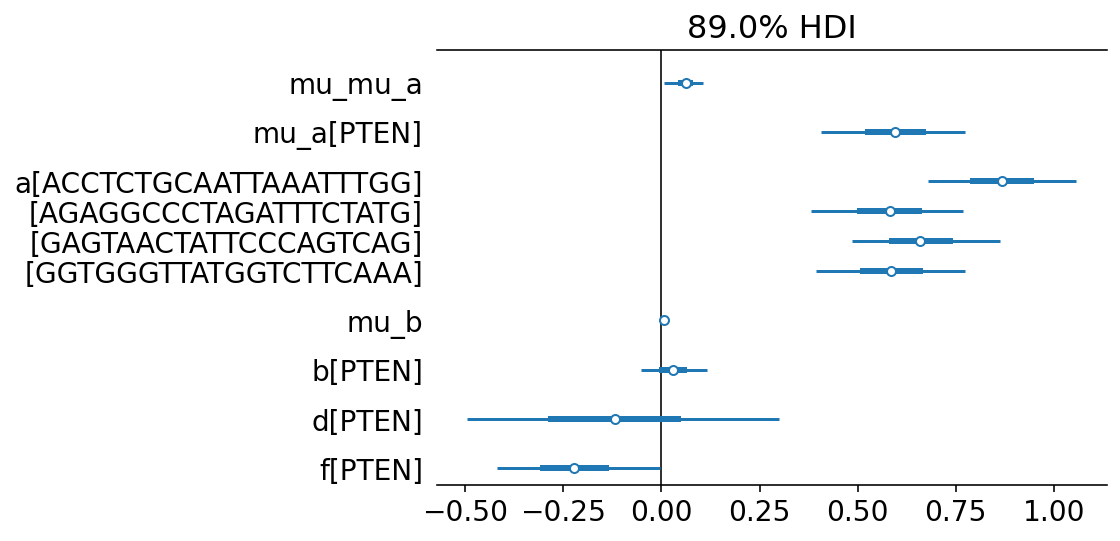 89.0% HDI
mu_mu_a
mu_a[PTEN]
a[ACCTCTGCAATTAAATTTGG]
[AGAGGCCCTAGATTTCTATG]
[GAGTAACTATTCCCAGTCAG]
[GGTGGGTTATGGTCTTCAAA]
mu_b
b[PTEN]
d[PTEN]
f[PTEN]
−0.50 −0.25 0.00 0.25 0.50 0.75 1.00